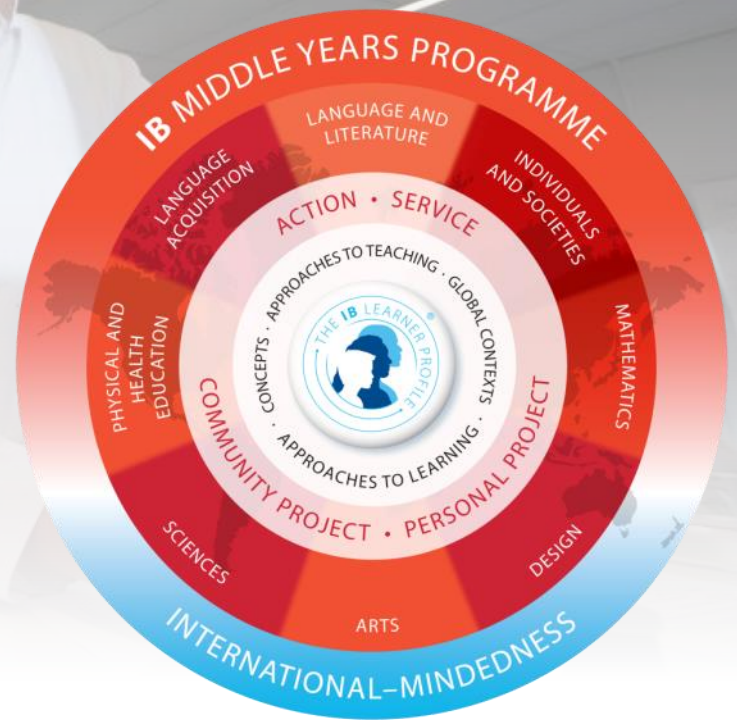 IB MIDDLE YEARS PROGRAMME
LANGUAGE AND
LITERATURE
INDIVIDUALS
AND SOCIETIES
MATHEMATICS
DESIGN
ARTS
SCIENCES
PHYSICAL AND
HEALTH
EDUCATION
LANGUAGE
ACQUISITION
ACTION • SERVICE
COMMUNITY PROJECT • PERSONAL PROJECT
APPROACHES TO TEACHING · GLOBAL CONTEXTS ·
APPROACHES TO LEARNING · CONCEPTS ·
THE IB LEARNER PROFILE ®
INTERNATIONAL–MINDEDNESS